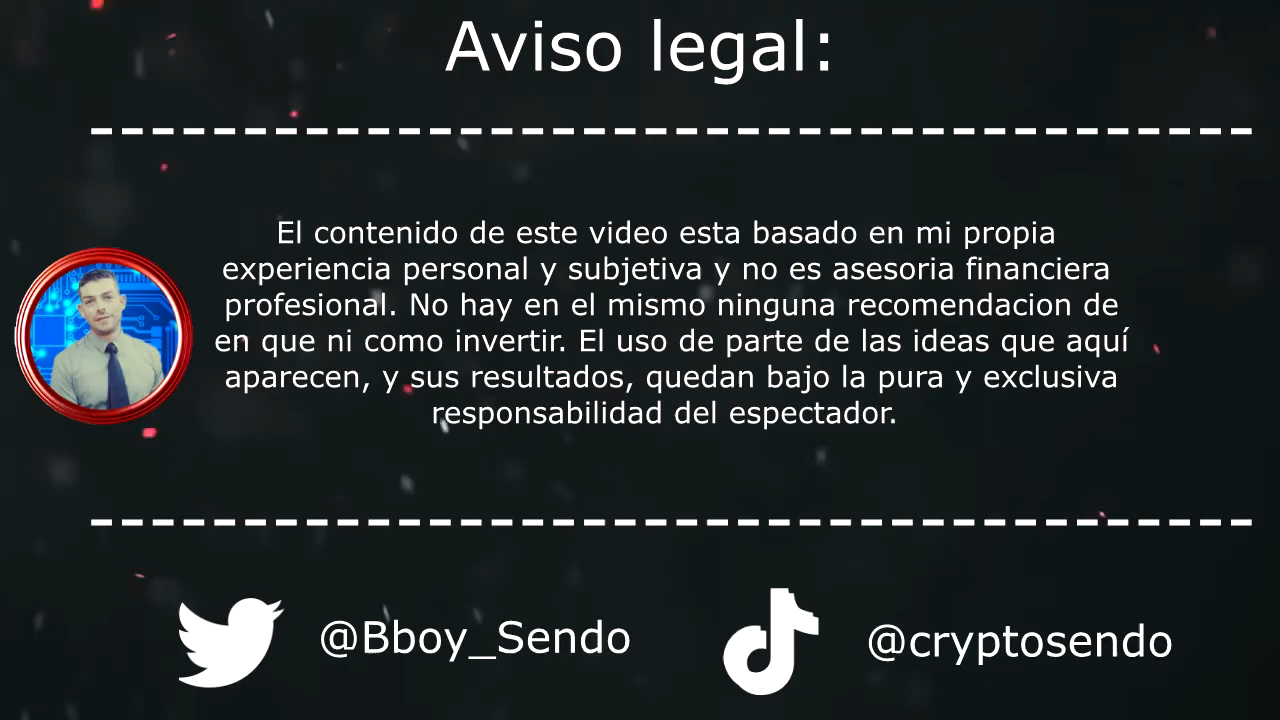 Aviso legal:
El contenido de este video esta basado en mi propia
experiencia personal y subjetiva y no es asesoria financiera
profesional. No hay en el mismo ninguna recomendacion de
en que ni como invertir. El uso de parte de las ideas que aquí
aparecen, y sus resultados, quedan bajo la pura y exclusiva
responsabilidad del espectador.
@Bboy_Sendo
@cryptosendo